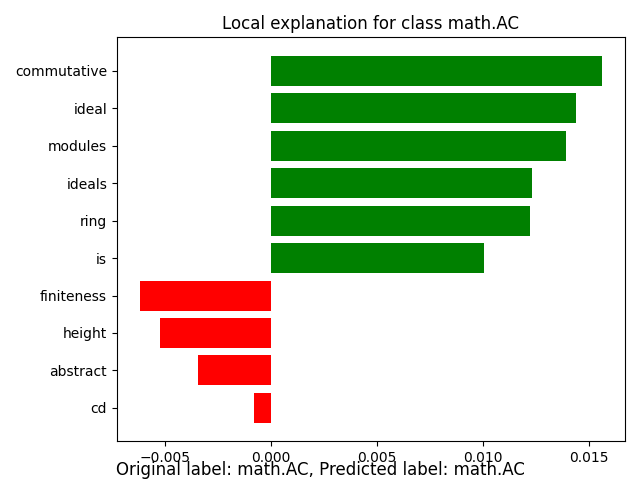 Local explanation for class math.AC
commutative
ideal
modules
ideals
ring
is
finiteness
height
abstract
cd
−0.005 0.000 0.005 0.010 0.015
Original label: math.AC, Predicted label: math.AC